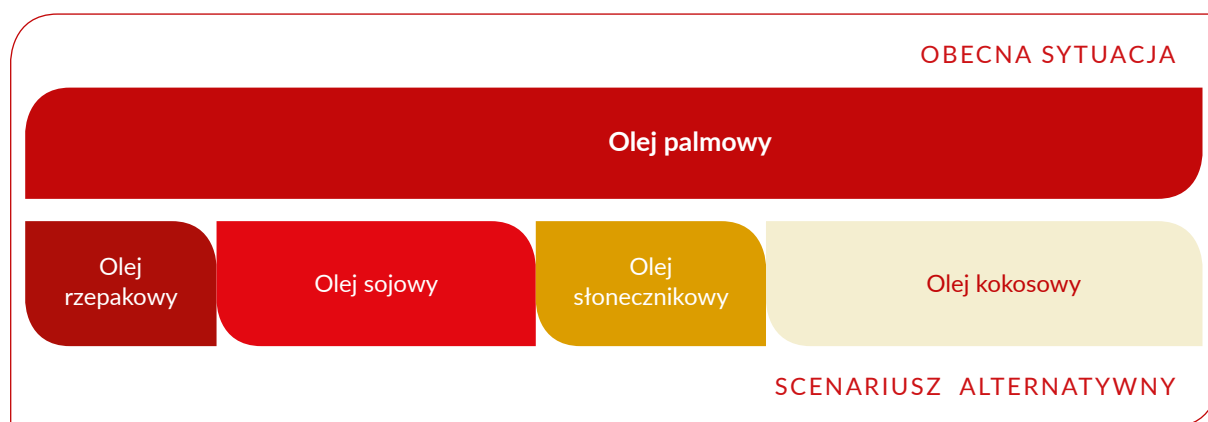 OBECNA SYTUACJA
Olej palmowy
Olej
rzepakowy
Olej sojowy
Olej
słonecznikowy
Olej kokosowy
SCENARIUSZ ALTERNATYWNY